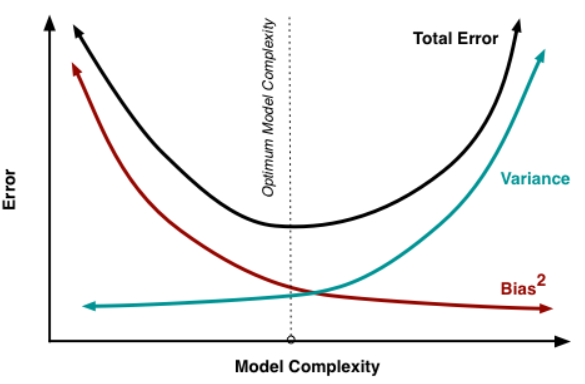 Total Error
Optimum Model Complexity
Variance
Error
Bias²
Model Complexity